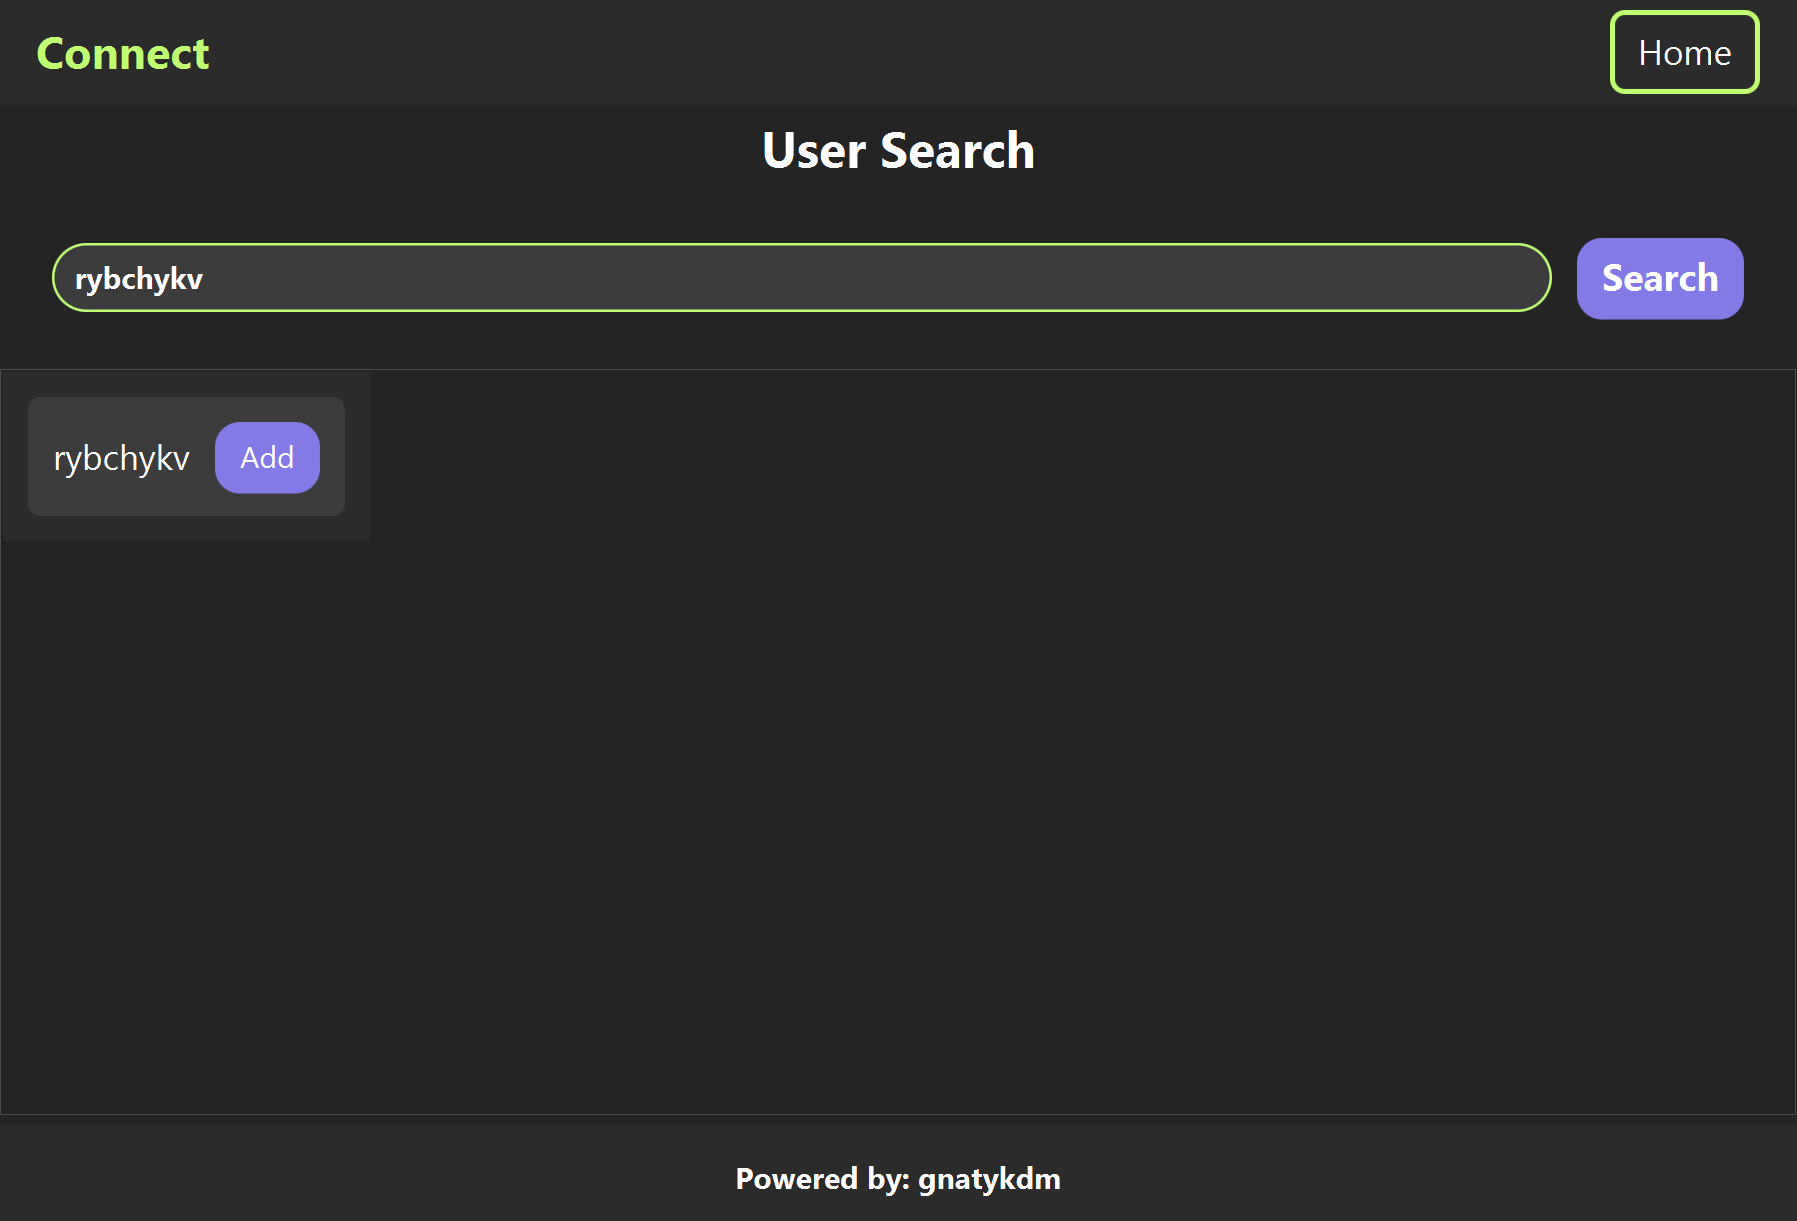 Connect
Home
User Search
rybchykv
Search
rybchykv
Add
Powered by: gnatykdm